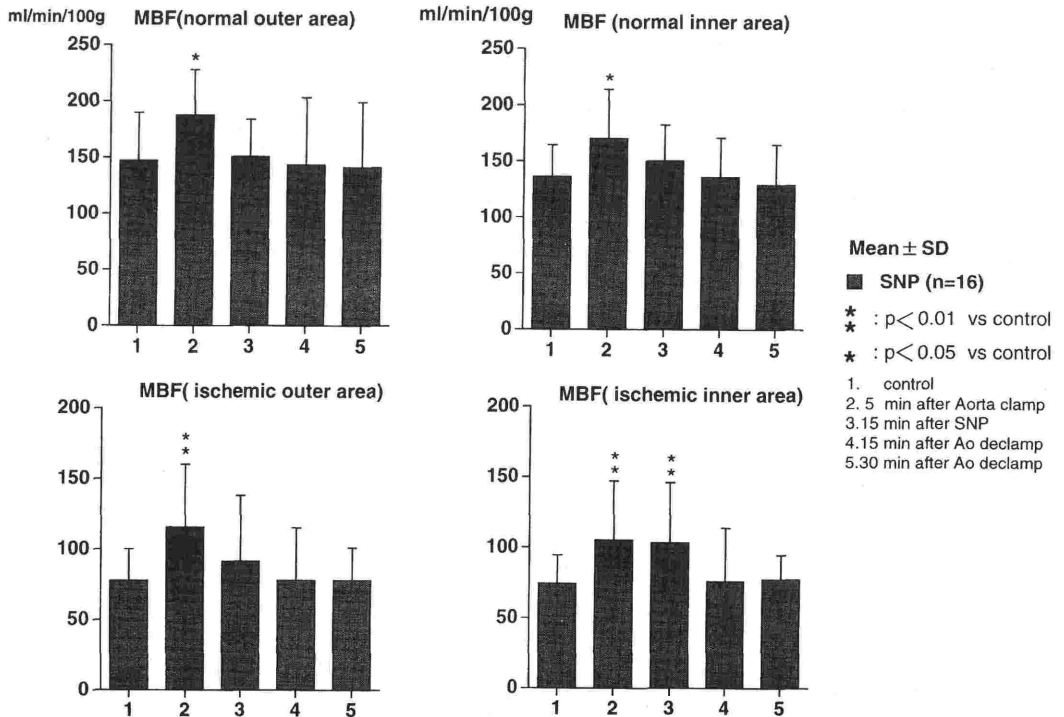 ml/min/100g
MBF(normal outer area)
250
200
150
100
50
0
*
1 2 3 4 5
ml/min/100g
MBF (normal inner area)
250
200
150
100
50
0
*
1 2 3 4 5
MBF( ischemic outer area)
200
150
100
50
0
*
*
1 2 3 4 5
MBF( ischemic inner area)
200
150
100
50
0
* *
* *
1 2 3 4 5
Mean ± SD
SNP (n=16)
*
* : p< 0.01 vs control
* : p< 0.05 vs control
1. control
2. 5 min after Aorta clamp
3.15 min after SNP
4.15 min after Ao declamp
5.30 min after Ao declamp